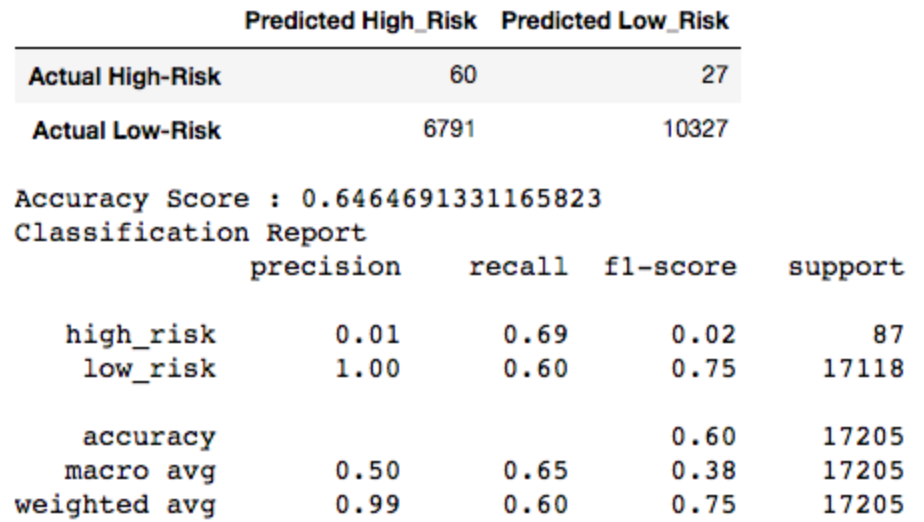 Predicted High_Risk Predicted Low_Risk
Actual High-Risk 60 27
Actual Low-Risk 6791 10327
Accuracy Score : 0.6464691331165823
Classification Report
precision recall f1-score support
high_risk 0.01 0.69 0.02 87
low_risk 1.00 0.60 0.75 17118
accuracy 0.60 17205
macro avg 0.50 0.65 0.38 17205
weighted avg 0.99 0.60 0.75 17205